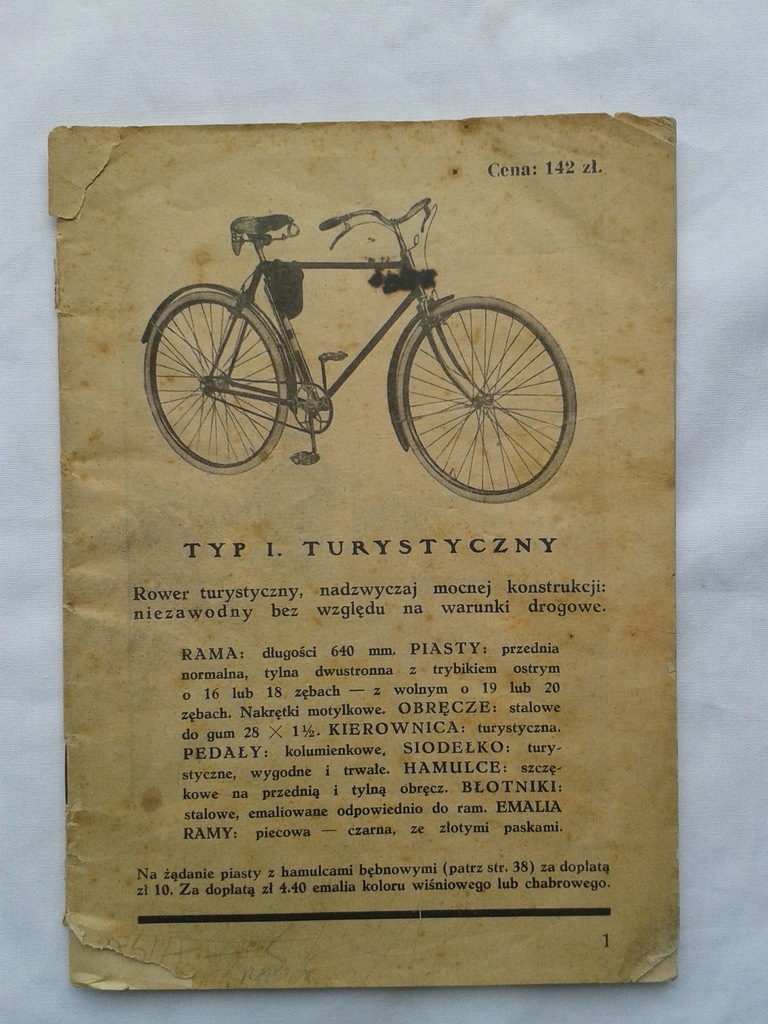 Cena: 142 zł.
TYP I. TURYSTYCZNY
Rower turystyczny, nadzwyczaj mocnej konstrukcji:
niezawodny bez względu na warunki drogowe.
RAMA: długości 640 mm. PIASTY: przednia
normalna, tylna dwustronna z trybikiem ostrym
o 16 lub 18 zębach — z wolnym o 19 lub 20
zębach. Nakrętki motylkowe. OBRĘCZE: stalowe
do gum 28 × 1½. KIEROWNICA: turystyczna.
PEDAŁY: kolumienkowe. SIODEŁKO: tury-
styczne, wygodne i trwałe. HAMULCE: szczę-
kowe na przednią i tylną obręcz. BŁOTNIKI:
stalowe, emaliowane odpowiednio do ram. EMALIA
RAMY: piecowa — czarna, ze złotymi paskami.
Na żądanie piasty z hamulcami bębnowymi (patrz str. 38) za dopłatą
zł 10. Za dopłatą zł 4.40 emalia koloru wiśniowego lub chabrowego.
1